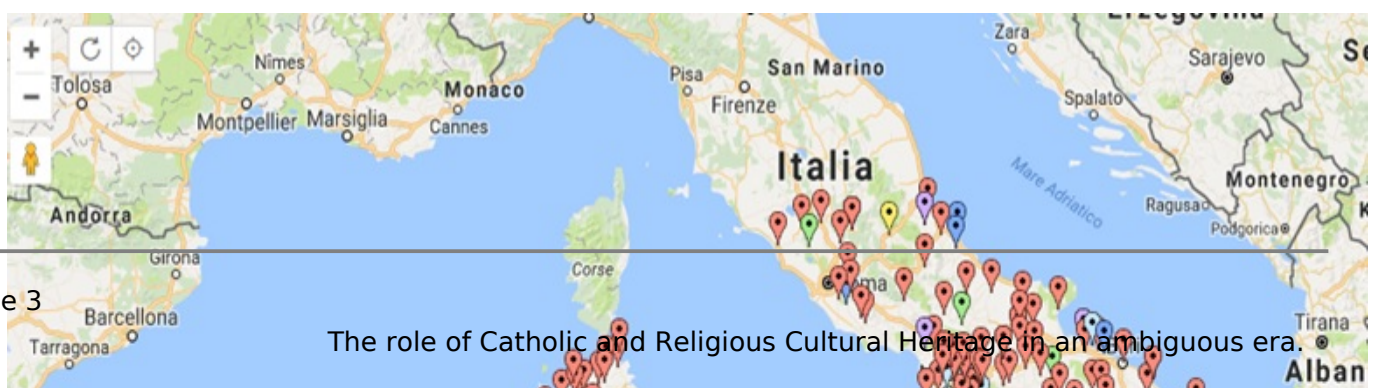 Zara
Sarajevo
Tolosa
Nîmes
Pisa
San Marino
Monaco
Firenze
Spalato
Montpellier
Marsiglia
Cannes
Italia
Mare Adriatico
Montenegro
Andorra
Ragusa
Podgorica
Girona
Corse
e 3
Barcellona
Tirana
Tarragona
The role of Catholic and Religious Cultural Heritage in an ambiguous era.
Alban